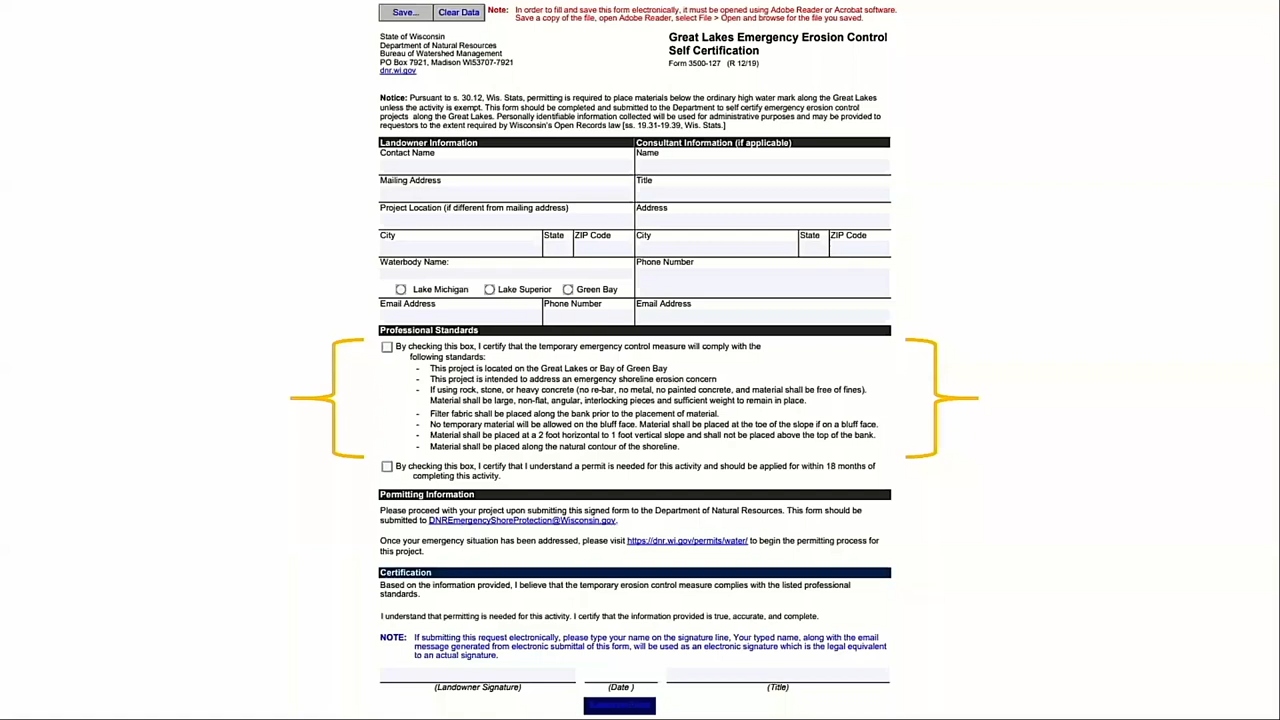 Save...
Clear Data
Note: In order to fill and save this form electronically, it must be opened using Adobe Reader or Acrobat software.
Save a copy of the file, open Adobe Reader, select File > Open and browse for the file you saved.
State of Wisconsin
Department of Natural Resources
Bureau of Watershed Management
PO Box 7921, Madison WI53707-7921
dnr.wi.gov
Great Lakes Emergency Erosion Control
Self Certification
Form 3500-127 (R 12/19)
Notice: Pursuant to s. 30.12, Wis. Stats, permitting is required to place materials below the ordinary high water mark along the Great Lakes
unless the activity is exempt. This form should be completed and submitted to the Department to self certify emergency erosion control
projects along the Great Lakes. Personally identifiable information collected will be used for administrative purposes and may be provided to
requestors to the extent required by Wisconsin's Open Records law [ss. 19.31-19.39, Wis. Stats.]
Landowner Information
Consultant Information (if applicable)
Contact Name
Name
Mailing Address
Title
Project Location (if different from mailing address)
Address
City
State
ZIP Code
City
State
ZIP Code
Waterbody Name:
Phone Number
Lake Michigan
Lake Superior
Green Bay
Email Address
Phone Number
Email Address
Professional Standards
By checking this box, I certify that the temporary emergency control measure will comply with the
following standards:
- This project is located on the Great Lakes or Bay of Green Bay
- This project is intended to address an emergency shoreline erosion concern
- If using rock, stone, or heavy concrete (no re-bar, no metal, no painted concrete, and material shall be free of fines).
Material shall be large, non-flat, angular, interlocking pieces and sufficient weight to remain in place.
- Filter fabric shall be placed along the bank prior to the placement of material.
- No temporary material will be allowed on the bluff face. Material shall be placed at the toe of the slope if on a bluff face.
- Material shall be placed at a 2 foot horizontal to 1 foot vertical slope and shall not be placed above the top of the bank.
- Material shall be placed along the natural contour of the shoreline.
By checking this box, I certify that I understand a permit is needed for this activity and should be applied for within 18 months of
completing this activity.
Permitting Information
Please proceed with your project upon submitting this signed form to the Department of Natural Resources. This form should be
submitted to DNREmergencyShoreProtection@Wisconsin.gov.
Once your emergency situation has been addressed, please visit https://dnr.wi.gov/permits/water/ to begin the permitting process for
this project.
Certification
Based on the information provided, I believe that the temporary erosion control measure complies with the listed professional
standards.
I understand that permitting is needed for this activity. I certify that the information provided is true, accurate, and complete.
NOTE: If submitting this request electronically, please type your name on the signature line, Your typed name, along with the email
message generated from electronic submittal of this form, will be used as an electronic signature which is the legal equivalent
to an actual signature.
(Landowner Signature)
(Date )
(Title)